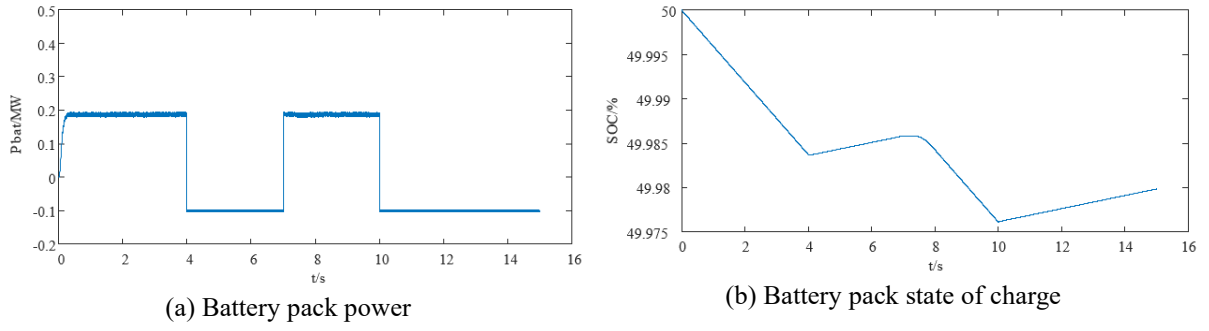 0.5
0.4
0.3
0.2
0.1
0
-0.1
-0.2
Pbat/MW
0 2 4 6 8 10 12 14 16
t/s
(a) Battery pack power
50
49.995
49.99
49.985
49.98
49.975
SOC/%
0 2 4 6 8 10 12 14 16
t/s
(b) Battery pack state of charge